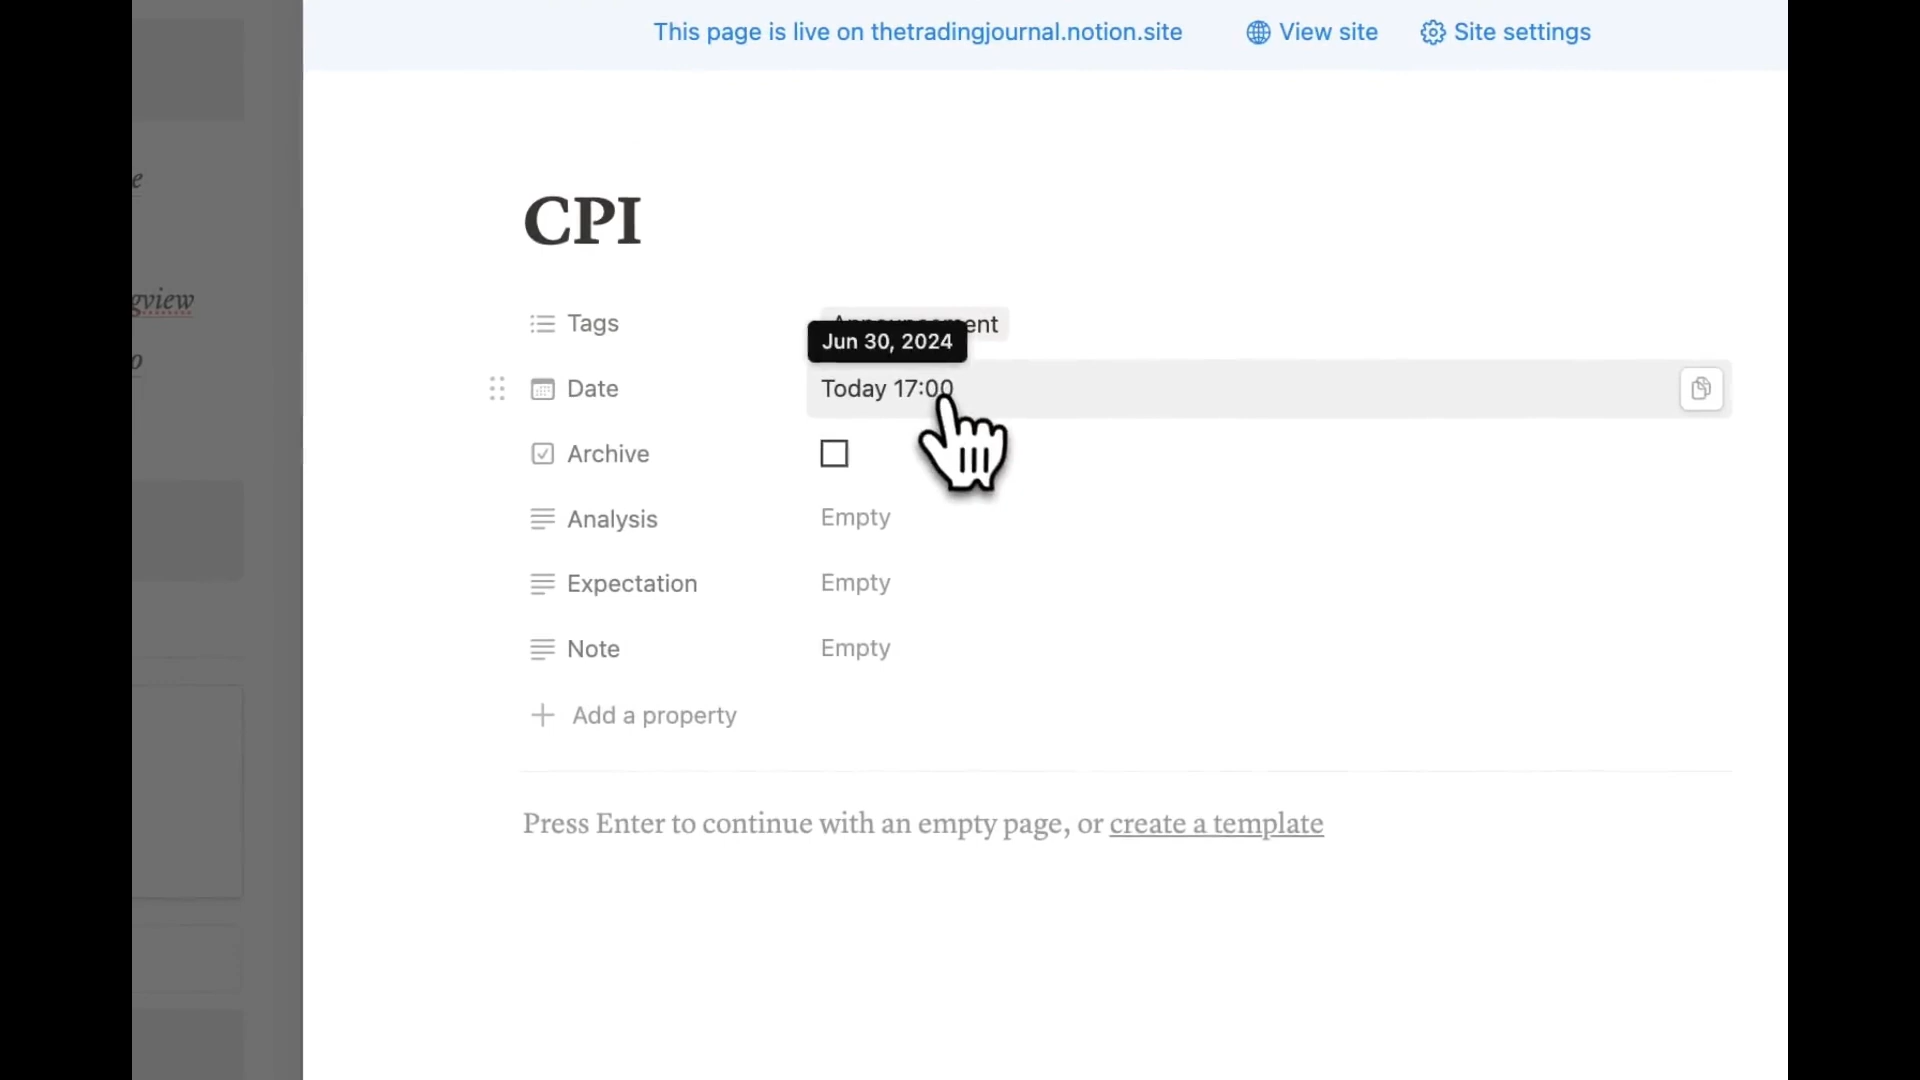 This page is live on thetradingjournal.notion.site View site Site settings
CPI
Tags
ent
Jun 30, 2024
Date Today 17:00
Archive
Analysis Empty
Expectation Empty
Note Empty
Add a property
Press Enter to continue with an empty page, or create a template
e
gview
o